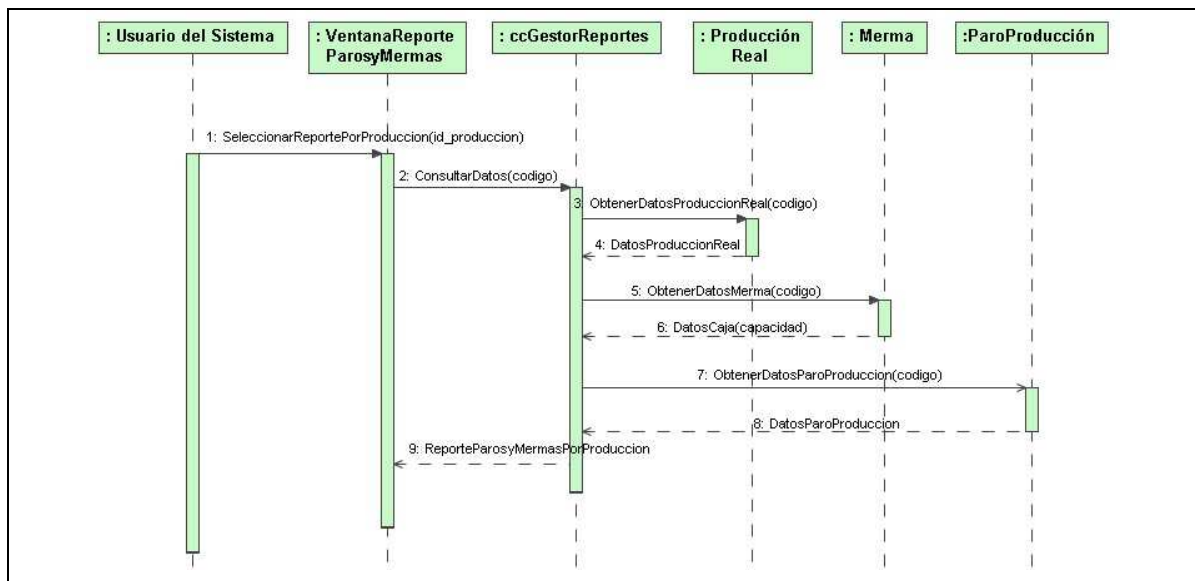 : Usuario del Sistema
: VentanaReporte
ParosyMermas
: ccGestorReportes
: Producción
Real
: Merma
:ParoProducción
1: SeleccionarReportePorProduccion(id_produccion)
2: ConsultarDatos(codigo)
3: ObtenerDatosProduccionReal(codigo)
4: DatosProduccionReal
5: ObtenerDatosMerma(codigo)
6: DatosCaja(capacidad)
7: ObtenerDatosParoProduccion(codigo)
8: DatosParoProduccion
9: ReporteParosyMermasPorProduccion